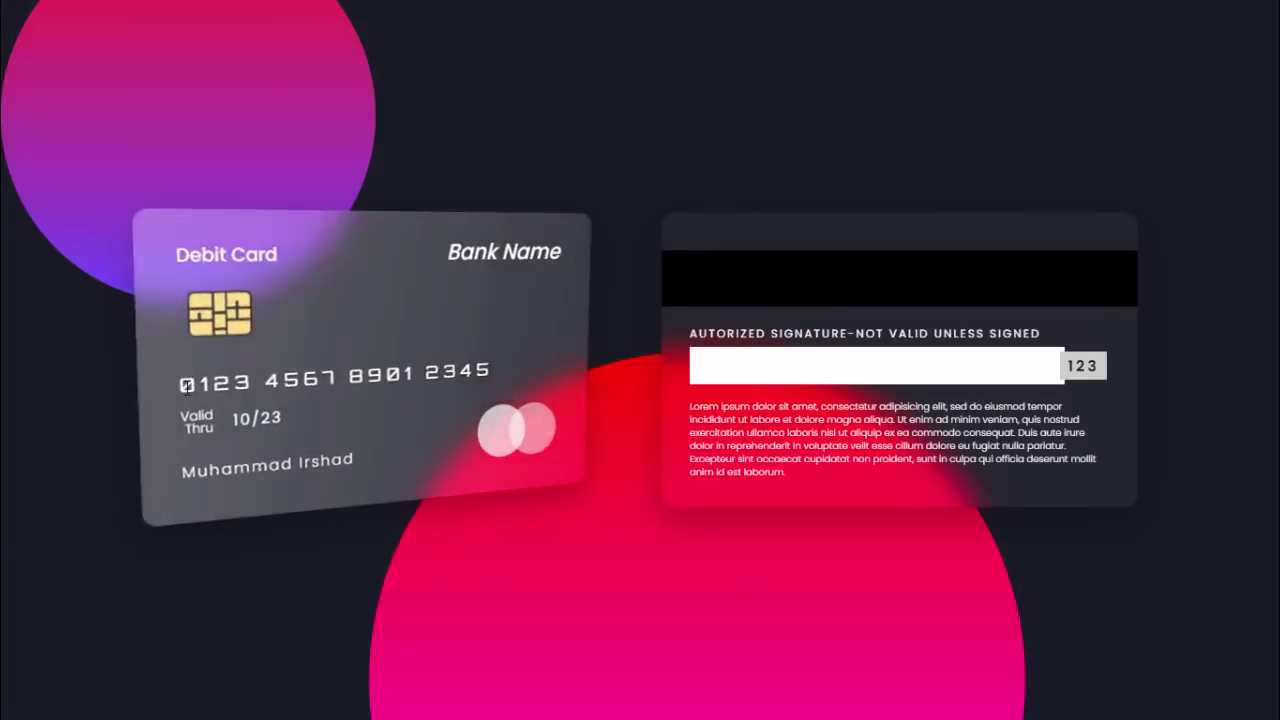 Debit Card
Bank Name
0123 4567 8901 2345
Valid
Thru
10/23
Muhammad Irshad
AUTORIZED SIGNATURE-NOT VALID UNLESS SIGNED
123
Lorem ipsum dolor sit amet, consectetur adipisicing elit, sed do eiusmod tempor
incididunt ut labore et dolore magna aliqua. Ut enim ad minim veniam, quis nostrud
exercitation ullamco laboris nisi ut aliquip ex ea commodo consequat. Duis aute irure
dolor in reprehenderit in voluptate velit esse cillum dolore eu fugiat nulla pariatur.
Excepteur sint occaecat cupidatat non proident, sunt in culpa qui officia deserunt mollit
anim id est laborum.